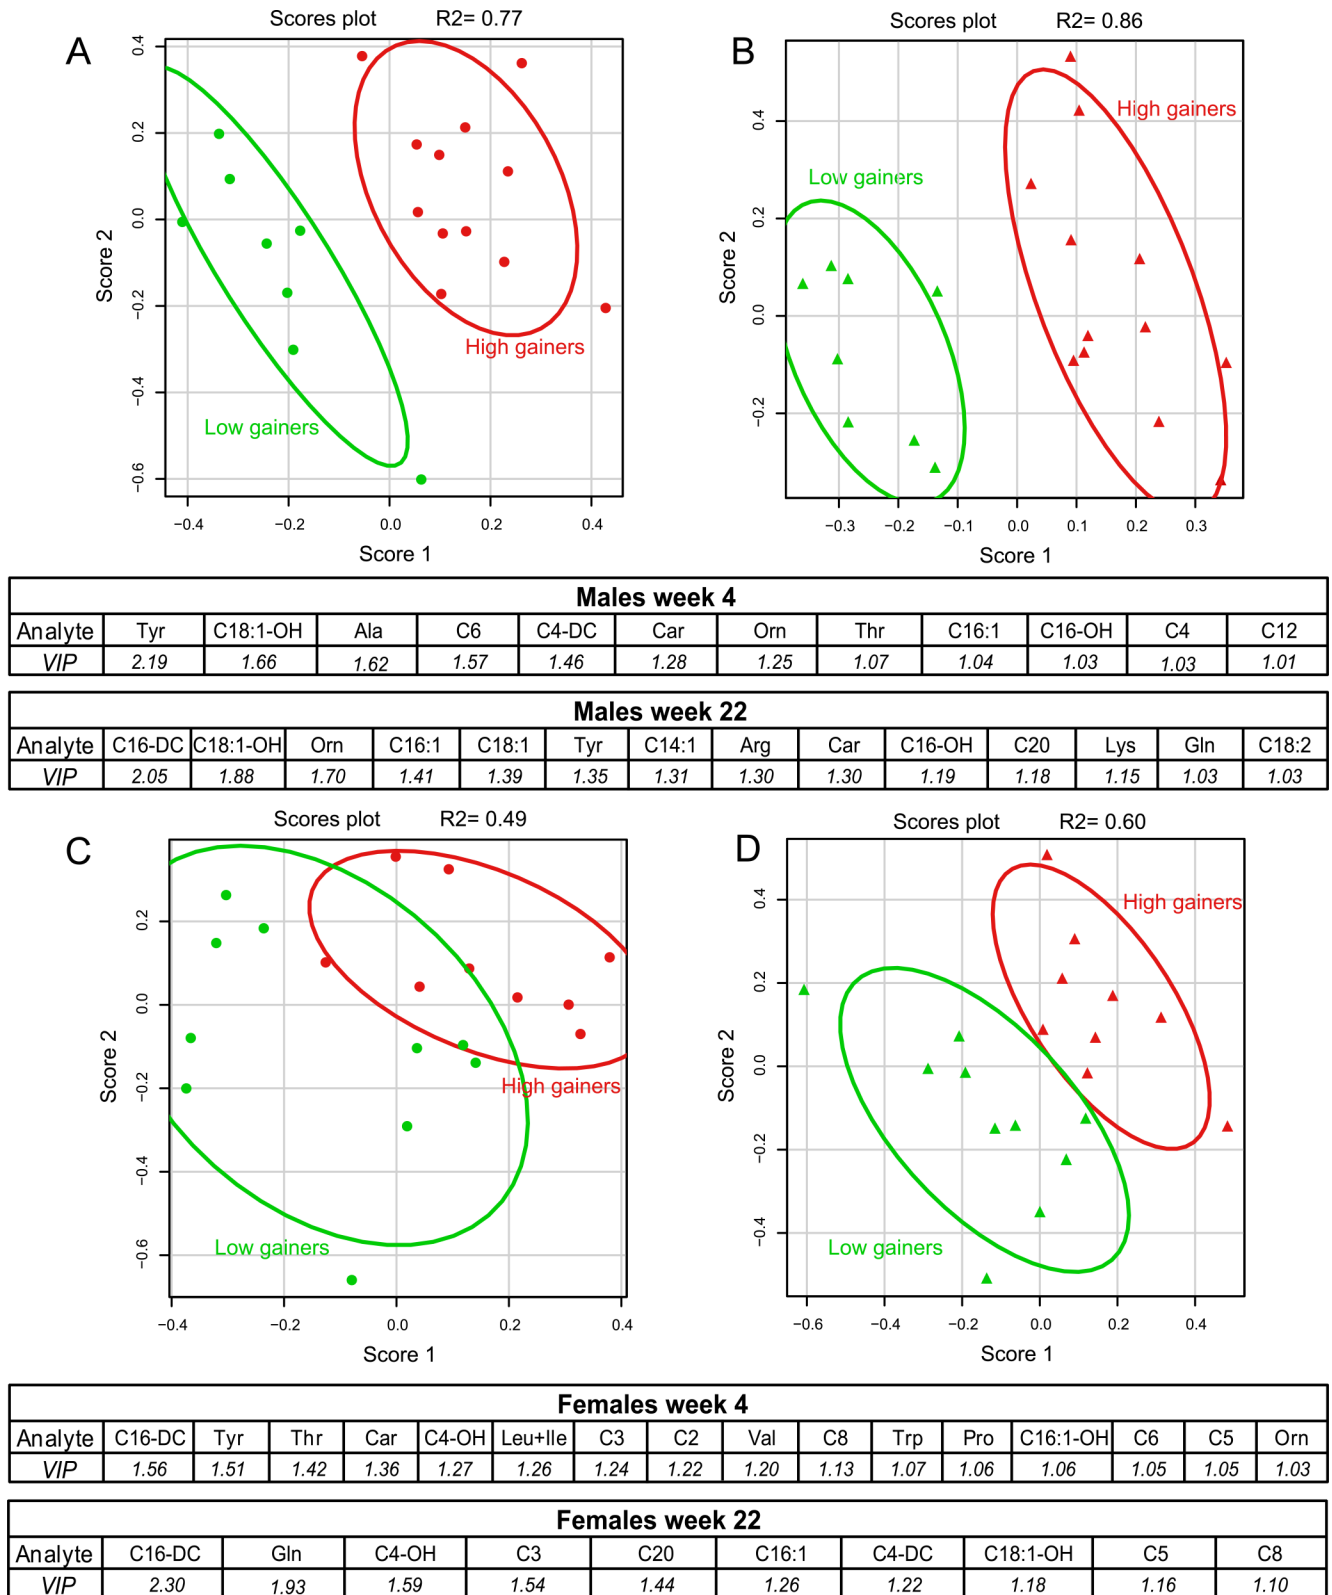 Scores plot R2= 0.77
A
0.4
0.2
0.0
−0.2
−0.4
−0.6
Score 2
High gainers
Low gainers
−0.4 −0.2 0.0 0.2 0.4
Score 1
Scores plot R2= 0.86
B
0.4
0.2
0.0
−0.2
Score 2
High gainers
Low gainers
−0.3 −0.2 −0.1 0.0 0.1 0.2 0.3
Score 1
Males week 4
Analyte Tyr C18:1-OH Ala C6 C4-DC Car Orn Thr C16:1 C16-OH C4 C12
VIP 2.19 1.66 1.62 1.57 1.46 1.28 1.25 1.07 1.04 1.03 1.03 1.01
Males week 22
Analyte C16-DC C18:1-OH Orn C16:1 C18:1 Tyr C14:1 Arg Car C16-OH C20 Lys Gln C18:2
VIP 2.05 1.88 1.70 1.41 1.39 1.35 1.31 1.30 1.30 1.19 1.18 1.15 1.03 1.03
Scores plot R2= 0.49
C
0.2
0.0
−0.2
−0.4
−0.6
Score 2
High gainers
Low gainers
−0.4 −0.2 0.0 0.2 0.4
Score 1
Scores plot R2= 0.60
D
0.4
0.2
0.0
−0.2
−0.4
Score 2
High gainers
Low gainers
−0.6 −0.4 −0.2 0.0 0.2 0.4
Score 1
Females week 4
Analyte C16-DC Tyr Thr Car C4-OH Leu+Ile C3 C2 Val C8 Trp Pro C16:1-OH C6 C5 Orn
VIP 1.56 1.51 1.42 1.36 1.27 1.26 1.24 1.22 1.20 1.13 1.07 1.06 1.06 1.05 1.05 1.03
Females week 22
Analyte C16-DC Gln C4-OH C3 C20 C16:1 C4-DC C18:1-OH C5 C8
VIP 2.30 1.93 1.59 1.54 1.44 1.26 1.22 1.18 1.16 1.10